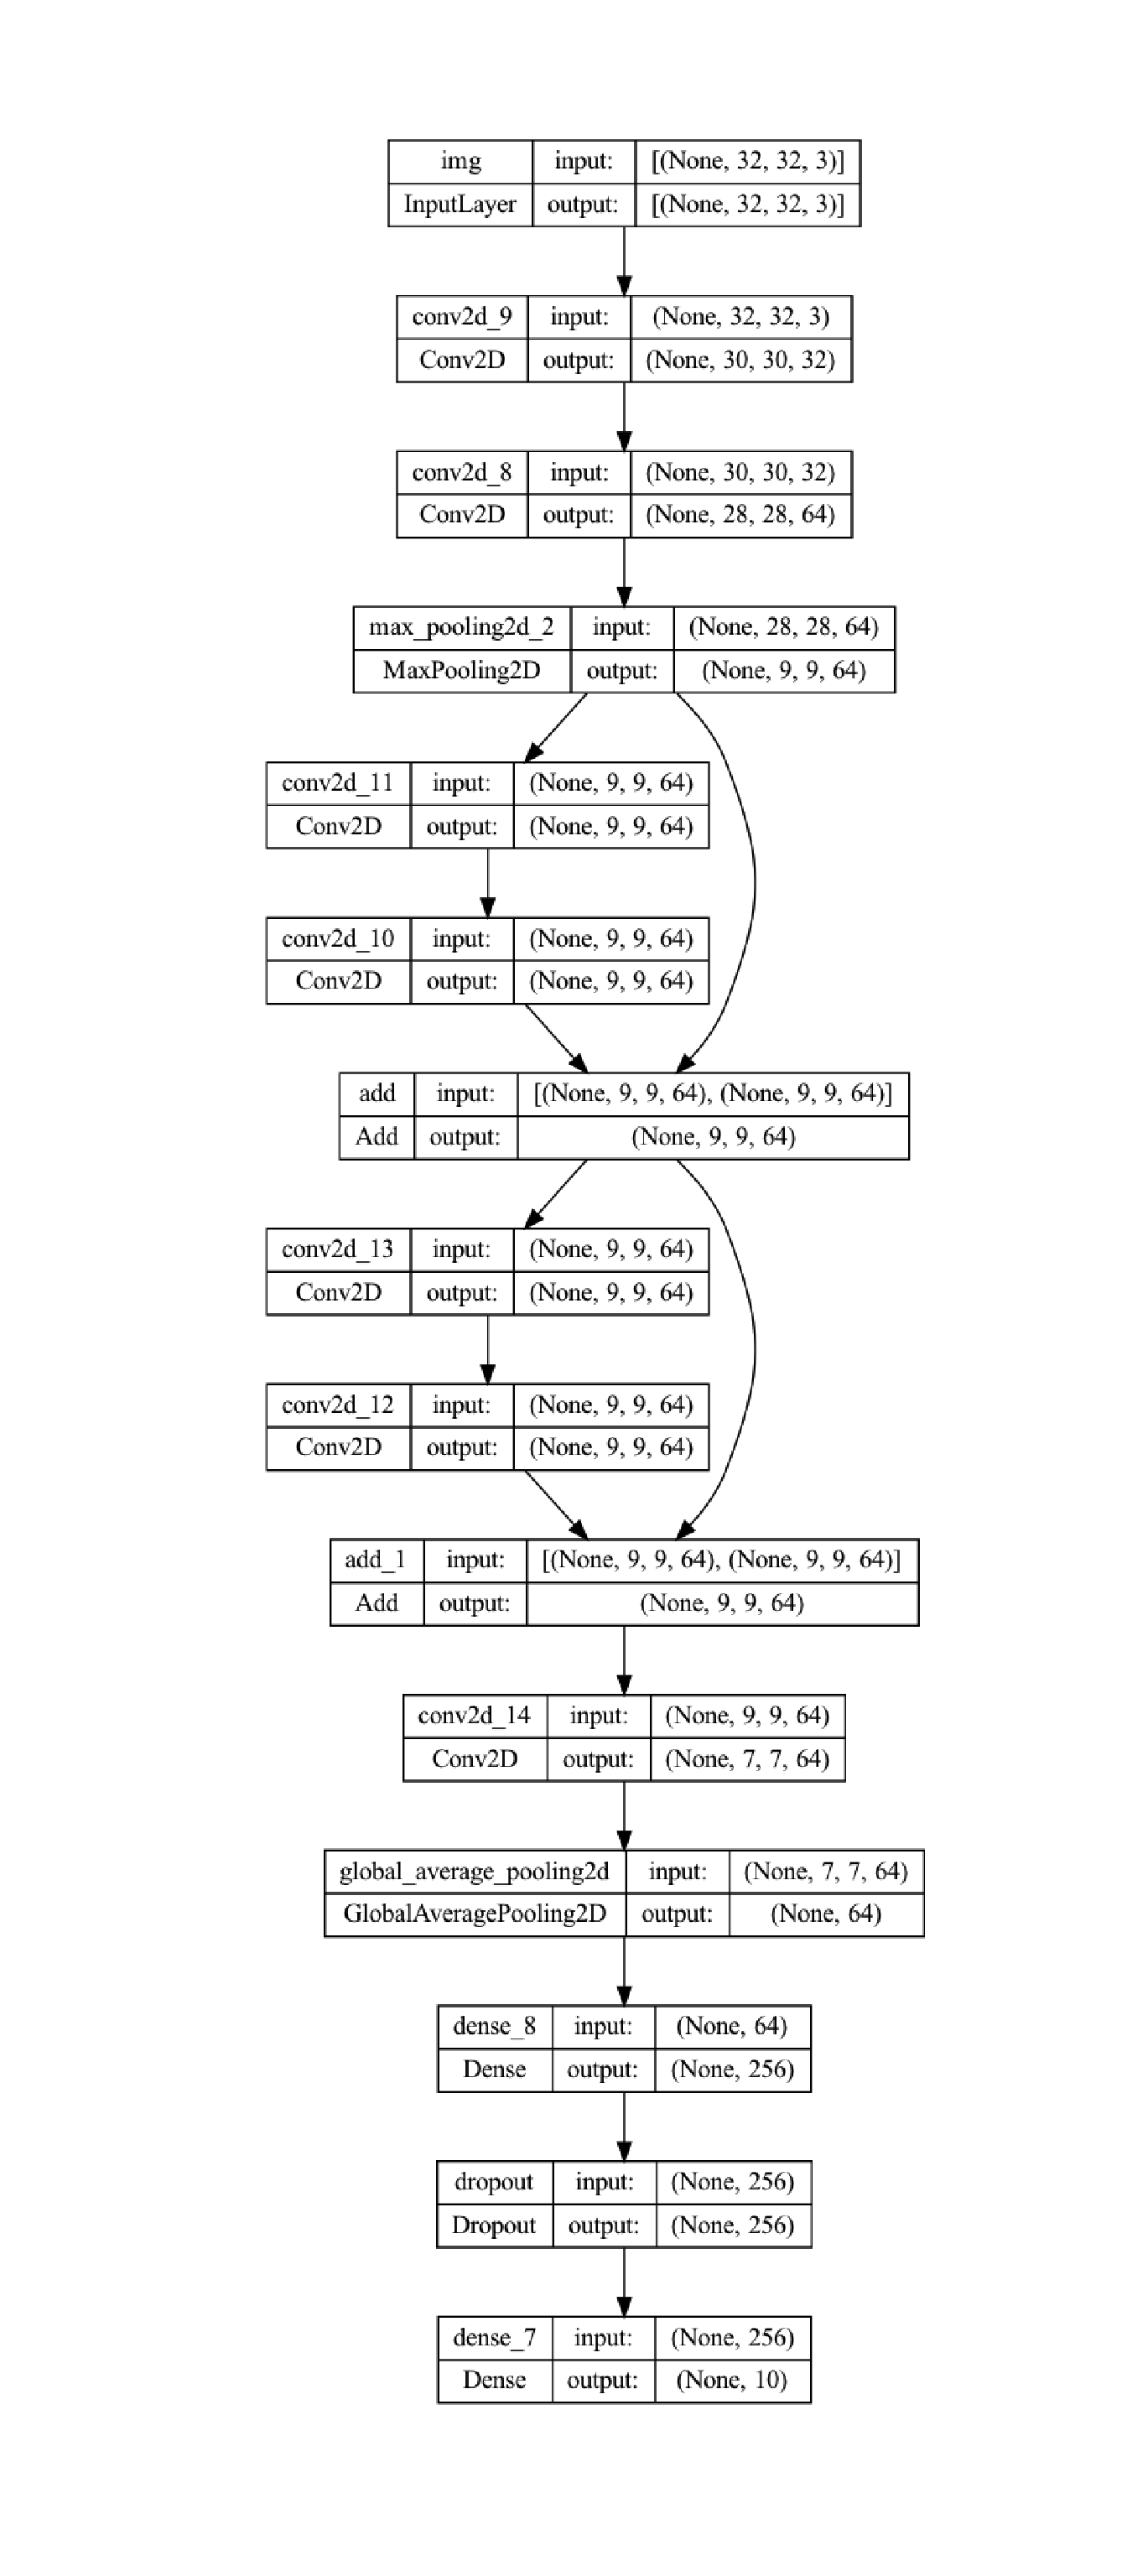 img input: [(None, 32, 32, 3)]
InputLayer output: [(None, 32, 32, 3)]
conv2d_9 input: (None, 32, 32, 3)
Conv2D output: (None, 30, 30, 32)
conv2d_8 input: (None, 30, 30, 32)
Conv2D output: (None, 28, 28, 64)
max_pooling2d_2 input: (None, 28, 28, 64)
MaxPooling2D output: (None, 9, 9, 64)
conv2d_11 input: (None, 9, 9, 64)
Conv2D output: (None, 9, 9, 64)
conv2d_10 input: (None, 9, 9, 64)
Conv2D output: (None, 9, 9, 64)
add input: [(None, 9, 9, 64), (None, 9, 9, 64)]
Add output: (None, 9, 9, 64)
conv2d_13 input: (None, 9, 9, 64)
Conv2D output: (None, 9, 9, 64)
conv2d_12 input: (None, 9, 9, 64)
Conv2D output: (None, 9, 9, 64)
add_1 input: [(None, 9, 9, 64), (None, 9, 9, 64)]
Add output: (None, 9, 9, 64)
conv2d_14 input: (None, 9, 9, 64)
Conv2D output: (None, 7, 7, 64)
global_average_pooling2d input: (None, 7, 7, 64)
GlobalAveragePooling2D output: (None, 64)
dense_8 input: (None, 64)
Dense output: (None, 256)
dropout input: (None, 256)
Dropout output: (None, 256)
dense_7 input: (None, 256)
Dense output: (None, 10)